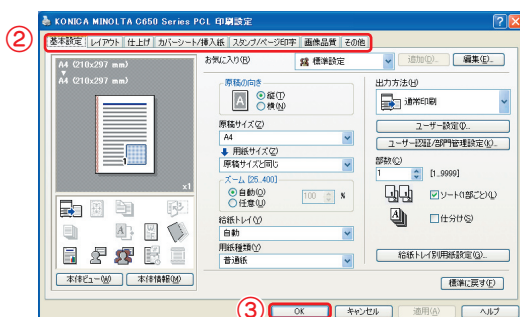 KONICA MINOLTA C650 Series PCL 印刷設定
②
基本設定 レイアウト 仕上げ カバーシート/挿入紙 スタンプ/ページ印字 画像品質 その他
A4 (210x297 mm)
A4 (210x297 mm)
x1
本体ビュー(W) 本体情報(M)
お気に入り(R) 標準設定 追加(D)... 編集(E)...
原稿の向き
A
縦(T)
横(N)
原稿サイズ(Z)
A4
用紙サイズ(Z)
原稿サイズと同じ
ズーム [25..400]
自動(O)
任意(U)
100 %
給紙トレイ(Y)
自動
用紙種類(Y)
普通紙
出力方法(H)
通常印刷
ユーザー設定(I)...
ユーザー認証/部門管理設定(K)...
部数(C)
1 [1..9999]
ソート(1部ごと)(L)
仕分け(S)
給紙トレイ別用紙設定(G)...
標準に戻す(F)
③
OK キャンセル 適用(A) ヘルプ